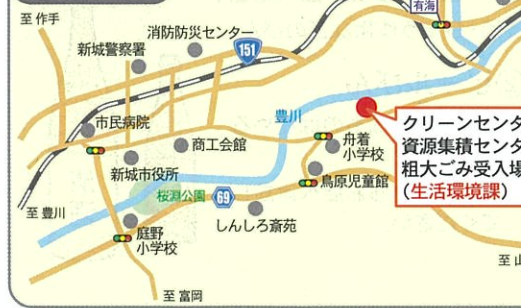 至 作手
消防防災センター
有海
新城警察署
151
市民病院
豊川
クリーンセンタ
商工会館
舟着
小学校
資源集積センタ
粗大ごみ受入場
(生活環境課)
新城市役所
鳥原児童館
桜淵公園
69
至 豊川
しんしろ斎苑
庭野
小学校
至 富岡
至 山